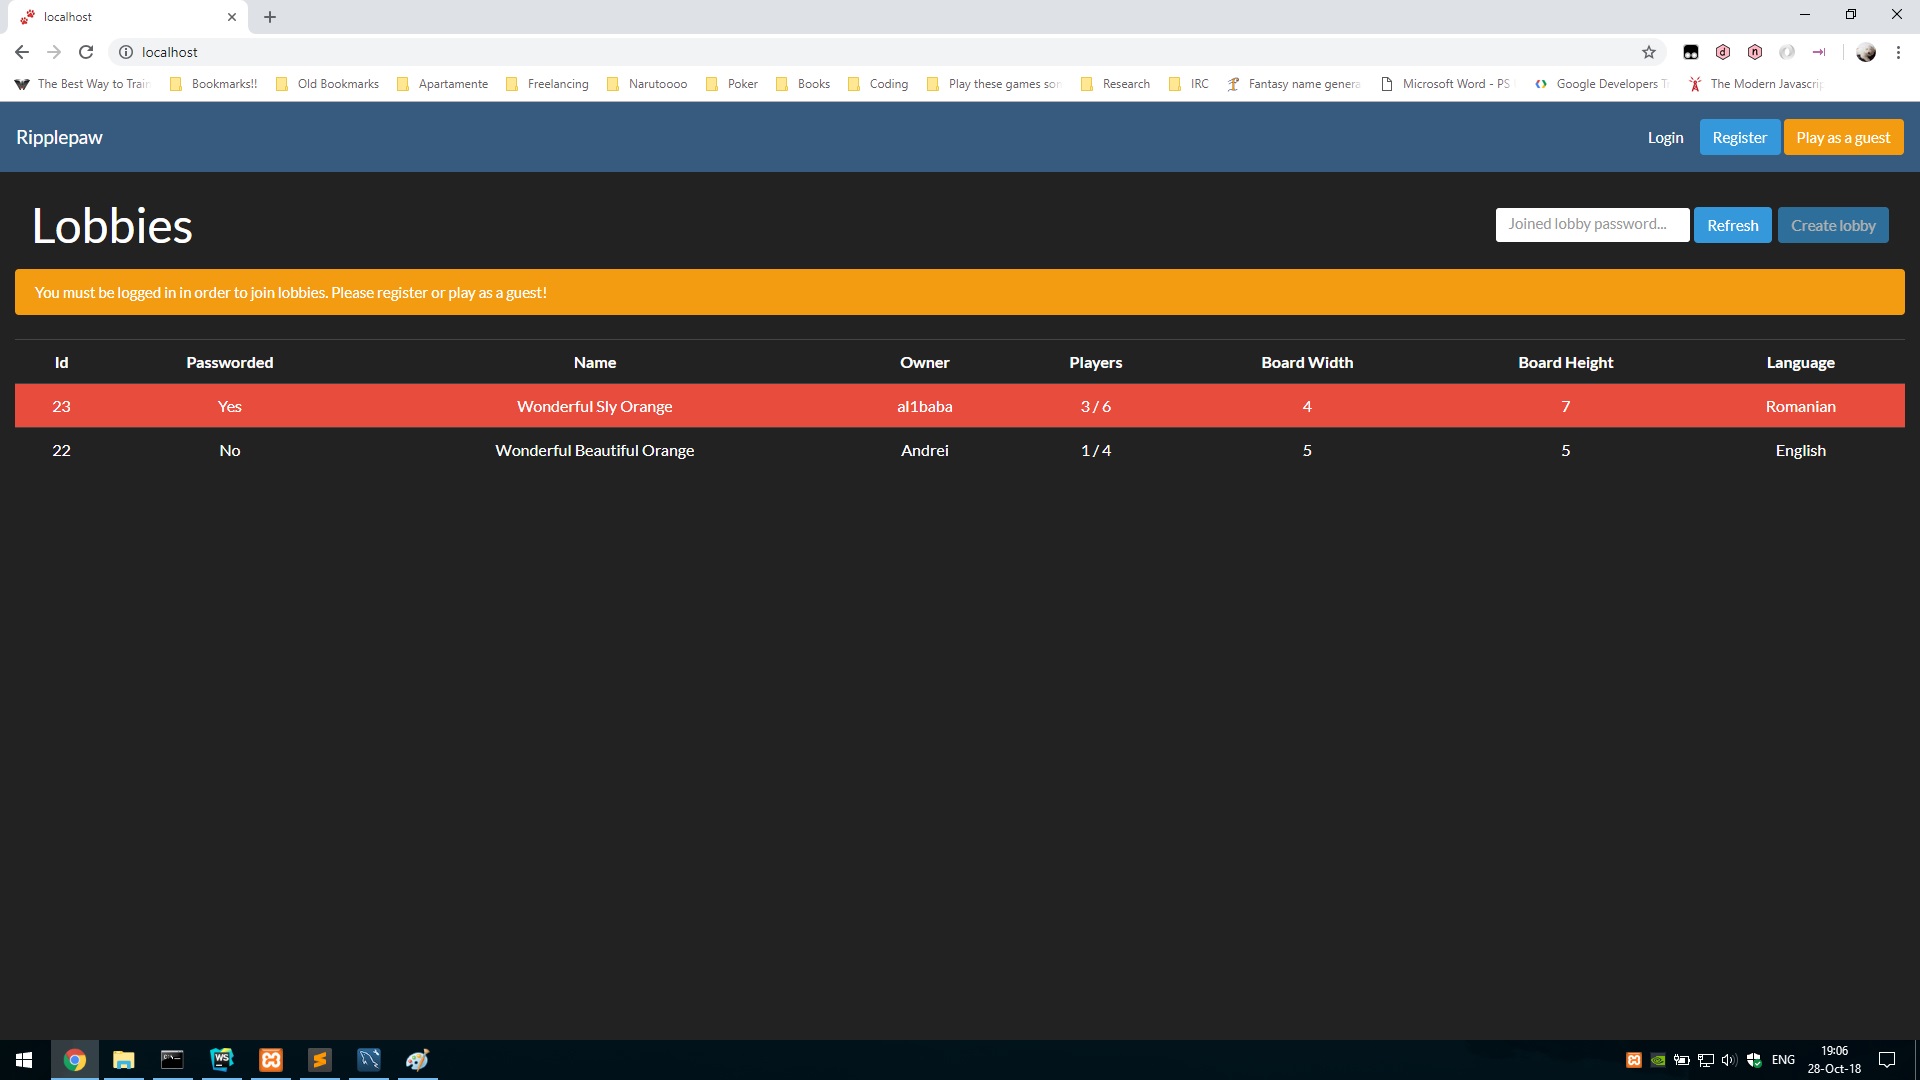 localhost
localhost
The Best Way to Train Bookmarks!! Old Bookmarks Apartamente Freelancing Narutoooo Poker Books Coding Play these games son Research IRC Fantasy name genera Microsoft Word - PS Google Developers T The Modern Javascrip
Ripplepaw Login Register Play as a guest
Lobbies Joined lobby password... Refresh Create lobby
You must be logged in in order to join lobbies. Please register or play as a guest!
Id Passworded Name Owner Players Board Width Board Height Language
23 Yes Wonderful Sly Orange al1baba 3 / 6 4 7 Romanian
22 No Wonderful Beautiful Orange Andrei 1 / 4 5 5 English
ENG 19:06
28-Oct-18